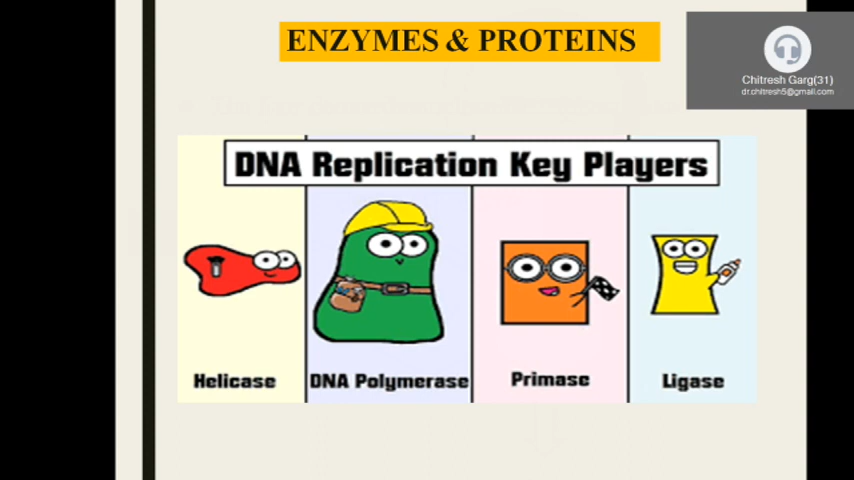 ENZYMES & PROTEINS
Chitresh Garg(31)
dr.chitresh5@gmail.com
DNA Replication Key Players
Helicase
DNA Polymerase
Primase
Ligase